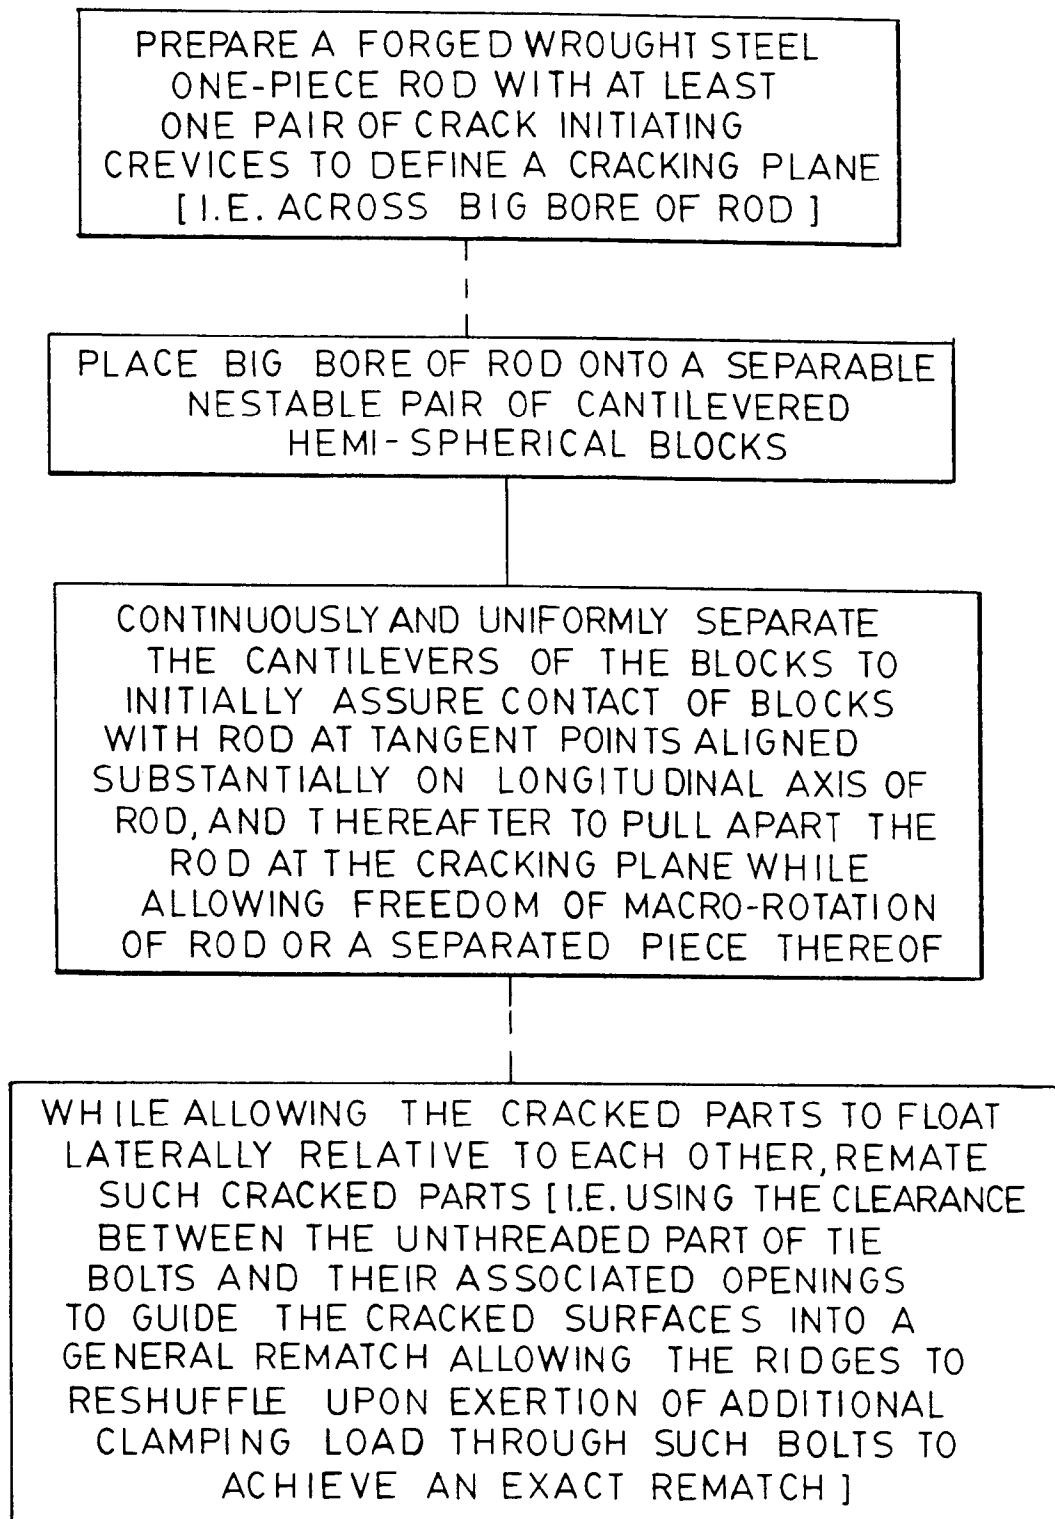 PREPARE A FORGED WROUGHT STEEL
ONE-PIECE ROD WITH AT LEAST
ONE PAIR OF CRACK INITIATING
CREVICES TO DEFINE A CRACKING PLANE
[I.E. ACROSS BIG BORE OF ROD]
PLACE BIG BORE OF ROD ONTO A SEPARABLE
NESTABLE PAIR OF CANTILEVERED
HEMI-SPHERICAL BLOCKS
CONTINUOUSLY AND UNIFORMLY SEPARATE
THE CANTILEVERS OF THE BLOCKS TO
INITIALLY ASSURE CONTACT OF BLOCKS
WITH ROD AT TANGENT POINTS ALIGNED
SUBSTANTIALLY ON LONGITUDINAL AXIS OF
ROD, AND THEREAFTER TO PULL APART THE
ROD AT THE CRACKING PLANE WHILE
ALLOWING FREEDOM OF MACRO-ROTATION
OF ROD OR A SEPARATED PIECE THEREOF
WHILE ALLOWING THE CRACKED PARTS TO FLOAT
LATERALLY RELATIVE TO EACH OTHER, REMATE
SUCH CRACKED PARTS [I.E. USING THE CLEARANCE
BETWEEN THE UNTHREADED PART OF TIE
BOLTS AND THEIR ASSOCIATED OPENINGS
TO GUIDE THE CRACKED SURFACES INTO A
GENERAL REMATCH ALLOWING THE RIDGES TO
RESHUFFLE UPON EXERTION OF ADDITIONAL
CLAMPING LOAD THROUGH SUCH BOLTS TO
ACHIEVE AN EXACT REMATCH]